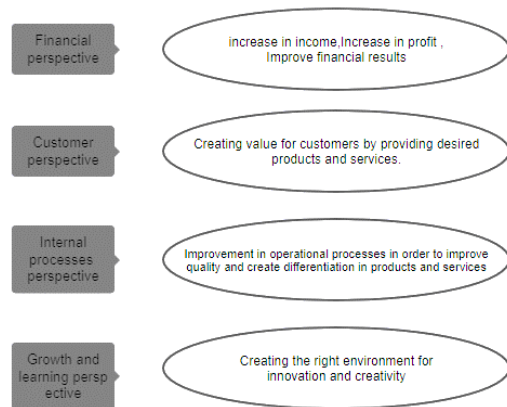 Financial
perspective
increase in income,Increase in profit ,
Improve financial results
Customer
perspective
Creating value for customers by providing desired
products and services.
Internal
processes
perspective
Improvement in operational processes in order to improve
quality and create differentiation in products and services
Growth and
learning persp
ective
Creating the right environment for
innovation and creativity